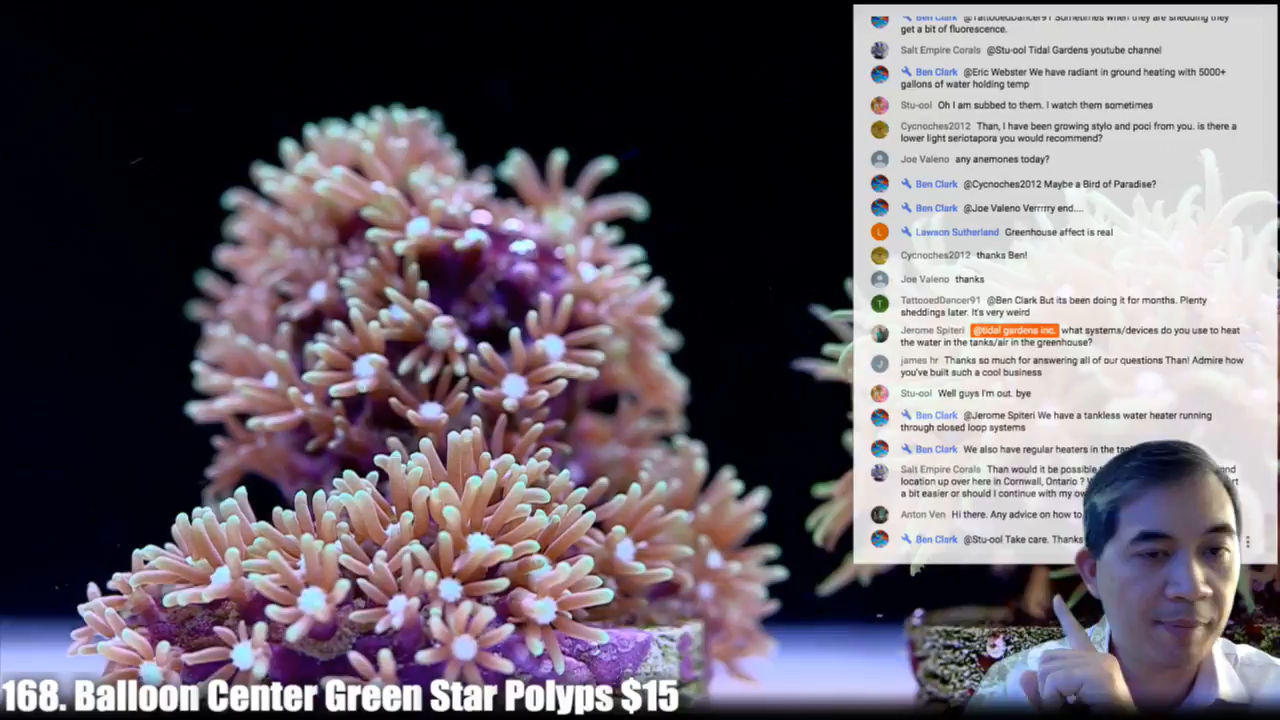 Ben Clark @TattooedDancer91 Sometimes when they are shedding they
get a bit of fluorescence.
Salt Empire Corals @Stu-ool Tidal Gardens youtube channel
Ben Clark @Eric Webster We have radiant in ground heating with 5000+
gallons of water holding temp
Stu-ool Oh I am subbed to them. I watch them sometimes
Cycnoches2012 Than, I have been growing stylo and poci from you. is there a
lower light seriotapora you would recommend?
Joe Valeno any anemones today?
Ben Clark @Cycnoches2012 Maybe a Bird of Paradise?
Ben Clark @Joe Valeno Verrrrry end....
L Lawson Sutherland Greenhouse affect is real
Cycnoches2012 thanks Ben!
Joe Valeno thanks
T TattooedDancer91 @Ben Clark But its been doing it for months. Plenty
sheddings later. It's very weird
Jerome Spiteri @tidal gardens inc. what systems/devices do you use to heat
the water in the tanks/air in the greenhouse?
J james hr Thanks so much for answering all of our questions Than! Admire how
you've built such a cool business
Stu-ool Well guys I'm out. bye
Ben Clark @Jerome Spiteri We have a tankless water heater running
through closed loop systems
Ben Clark We also have regular heaters in the
Salt Empire Corals Than would it be possible
location up over here in Cornwall, Ontario ?
a bit easier or should I continue with my
Anton Ven Hi there. Any advice on how to
Ben Clark @Stu-ool Take care. Thanks
168. Balloon Center Green Star Polyps $15